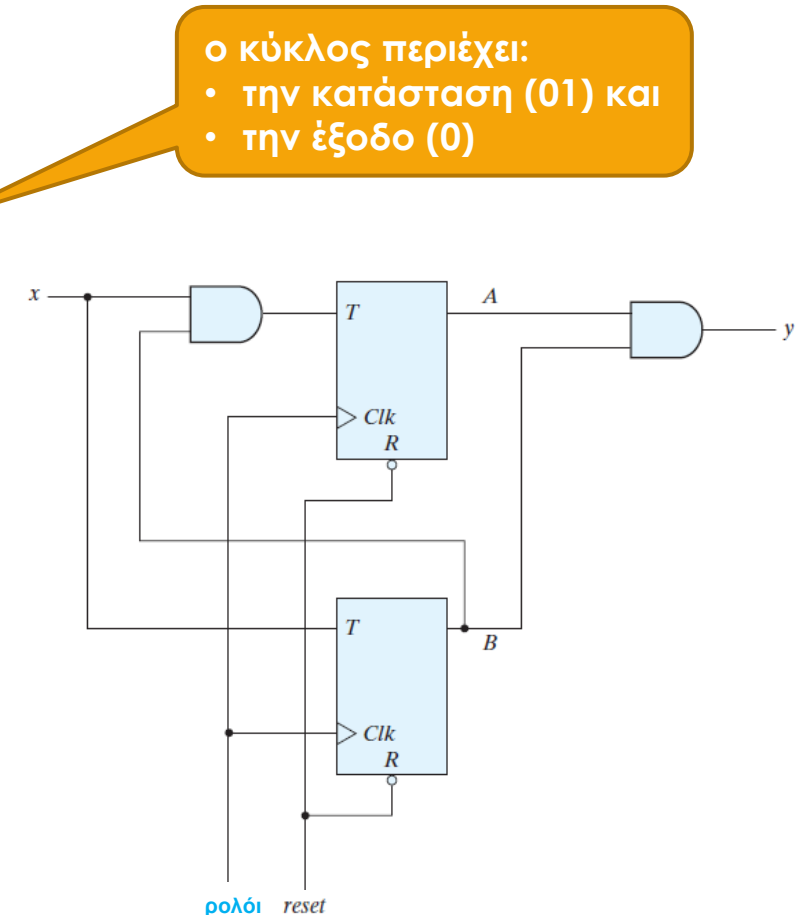 ο κύκλος περιέχει:
• την κατάσταση (01) και
• την έξοδο (0)
x
T
A
y
Clk
R
T
B
Clk
R
ρολόι reset